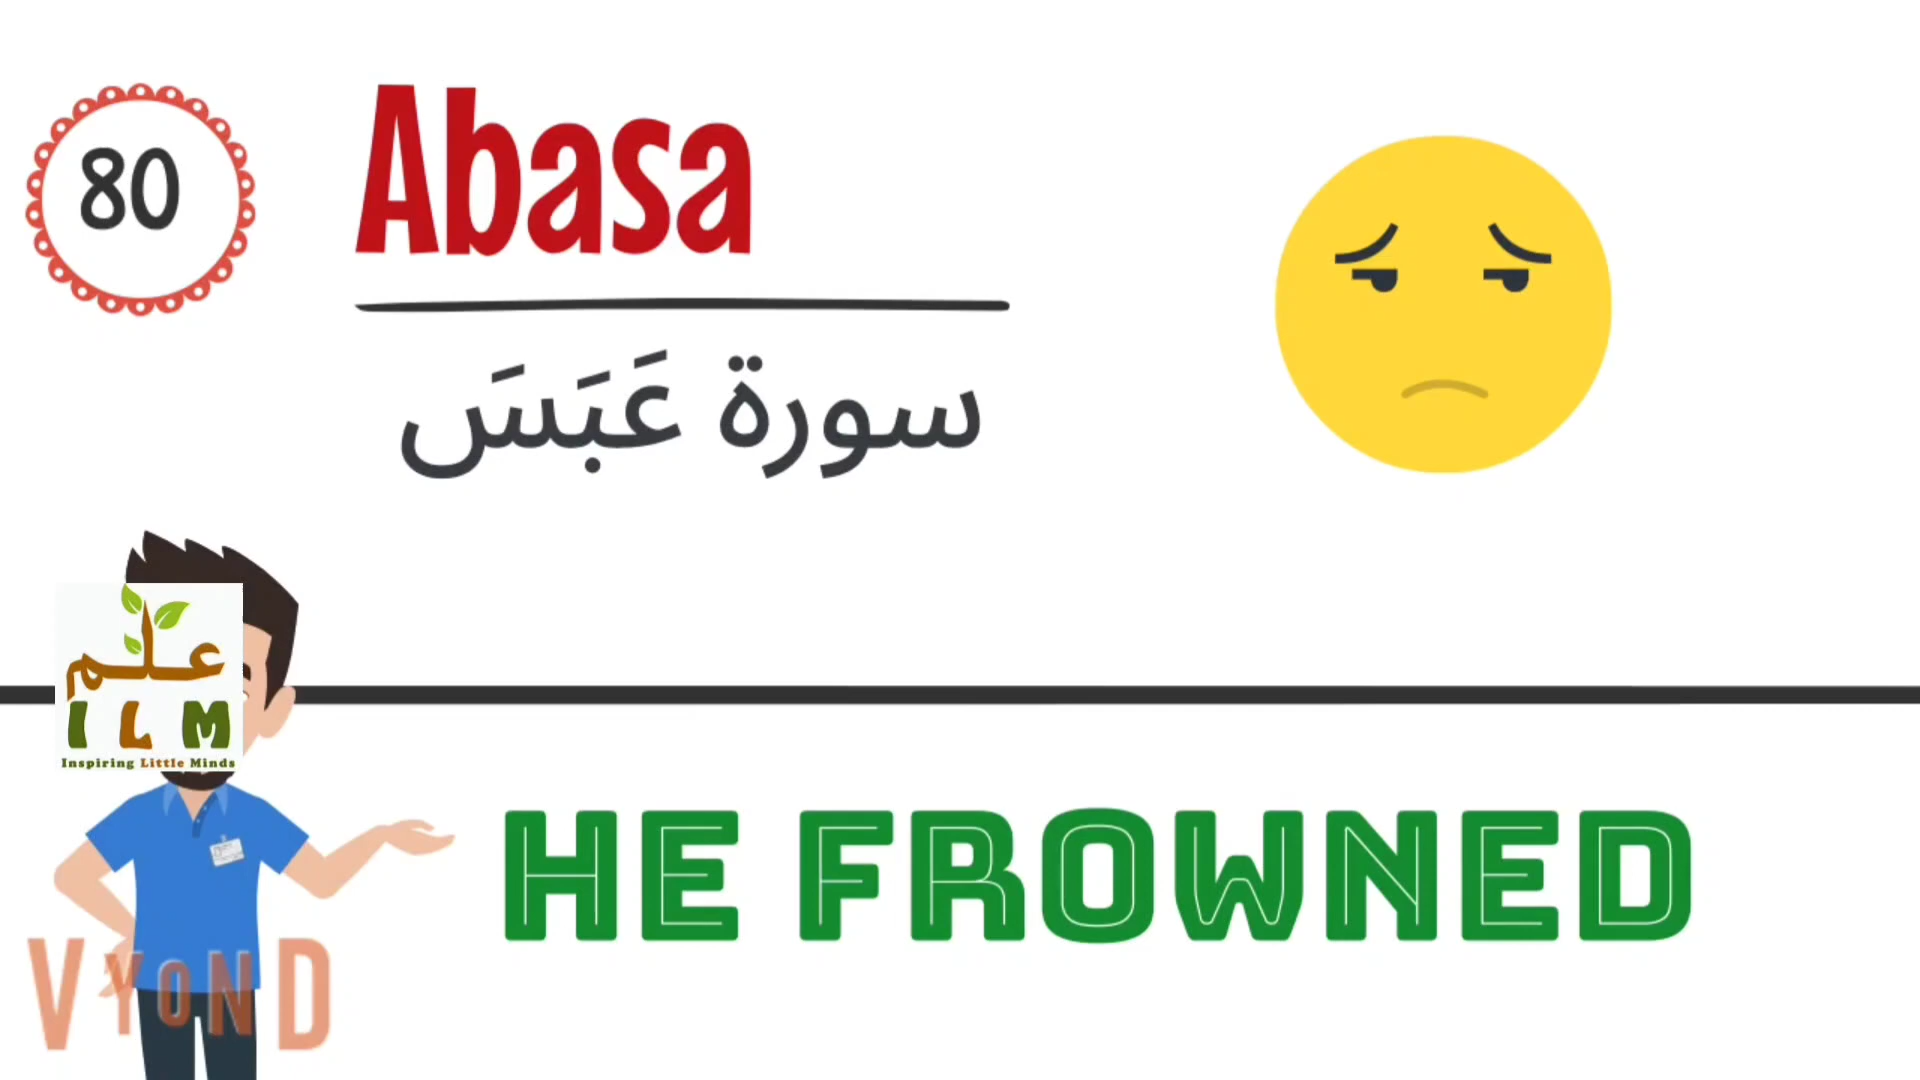 80
Abasa
سورة عَبَسَ
علم
ILM
Inspiring Little Minds
HE FROWNED
VYOND